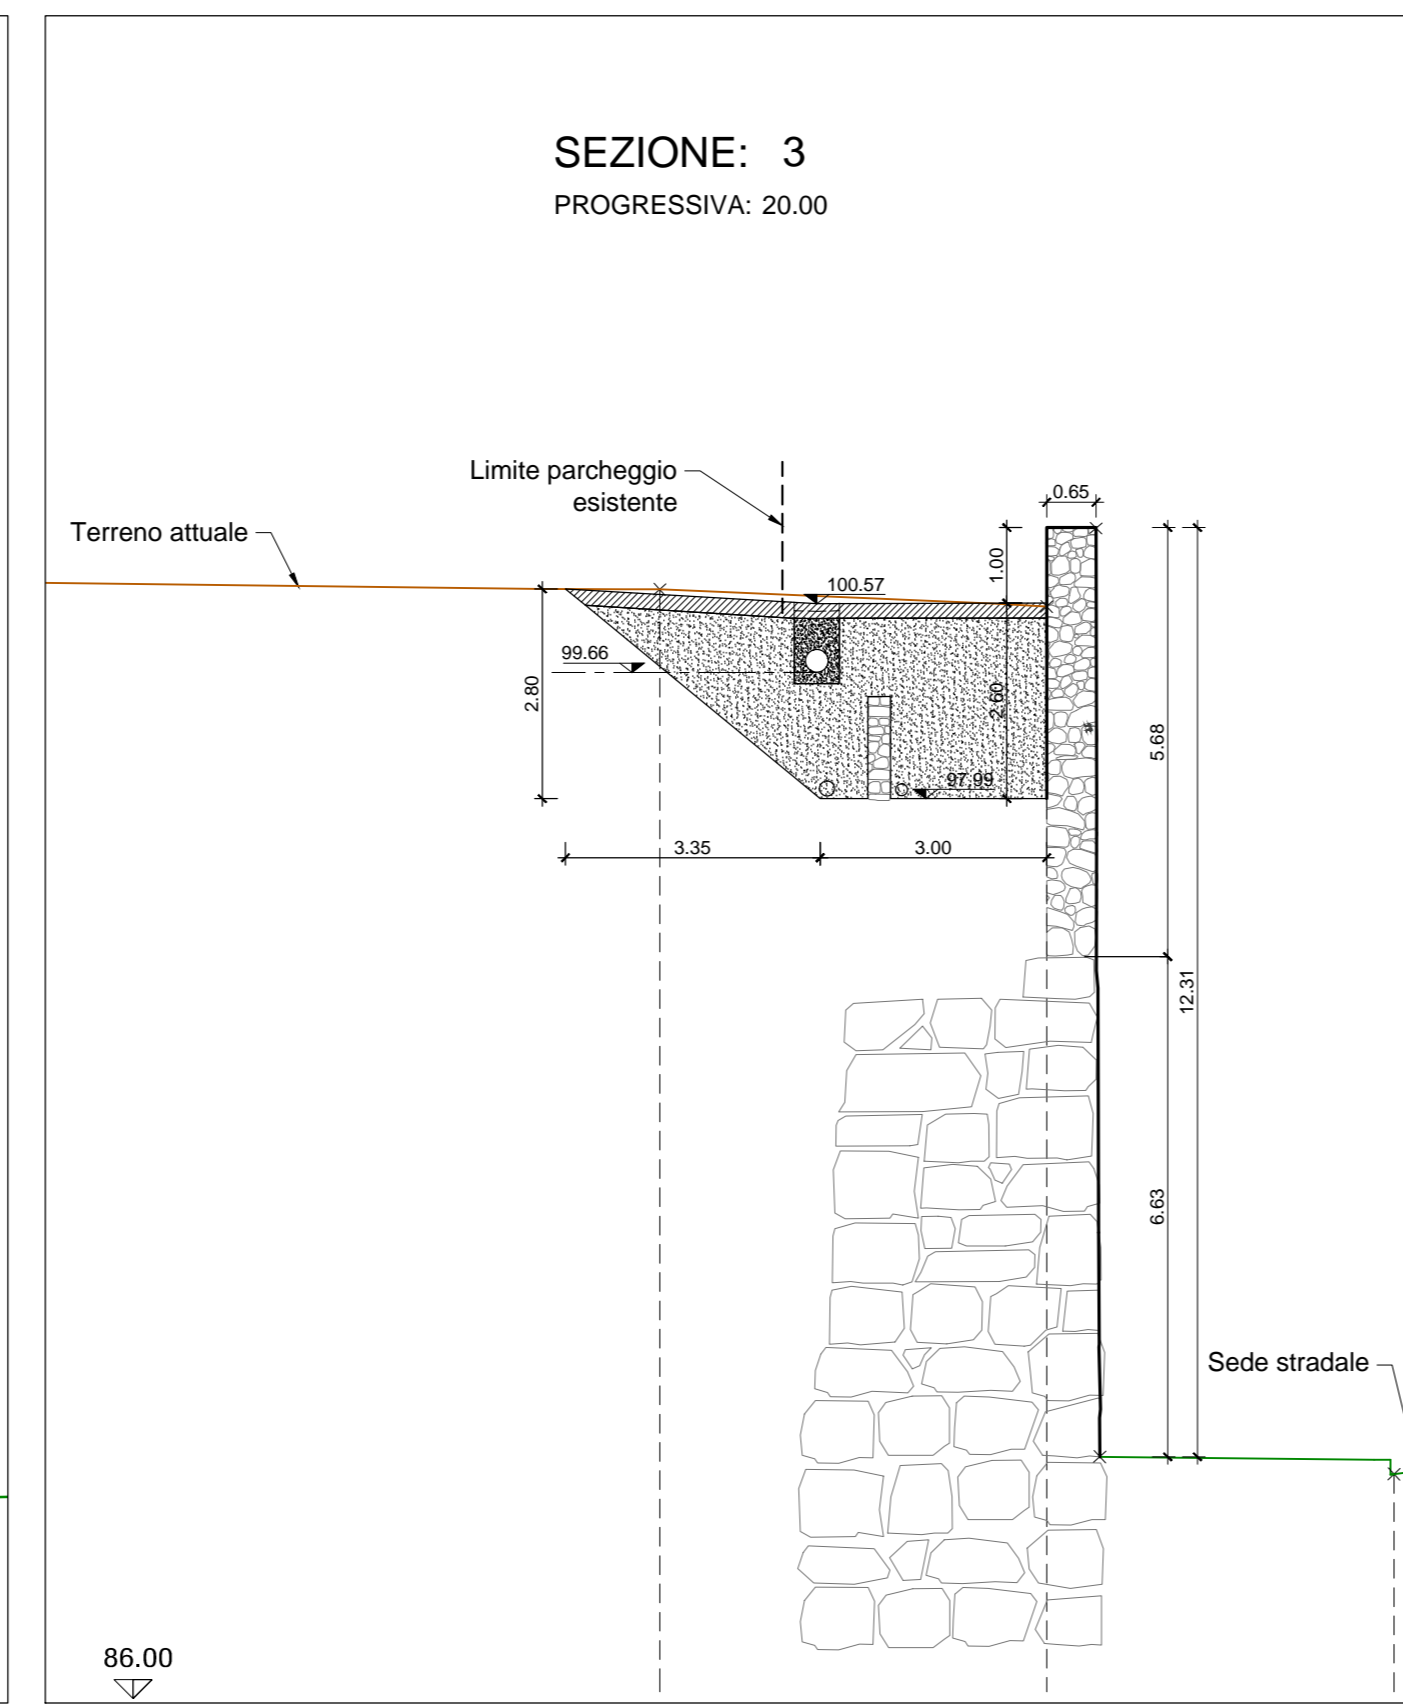 SEZIONE: 3
PROGRESSIVA: 20.00
Limite parcheggio
esistente
Terreno attuale
0.65
1.00
100.57
99.66
2.80
2.60
97.99
5.68
3.35
3.00
12.31
6.63
Sede stradale
86.00